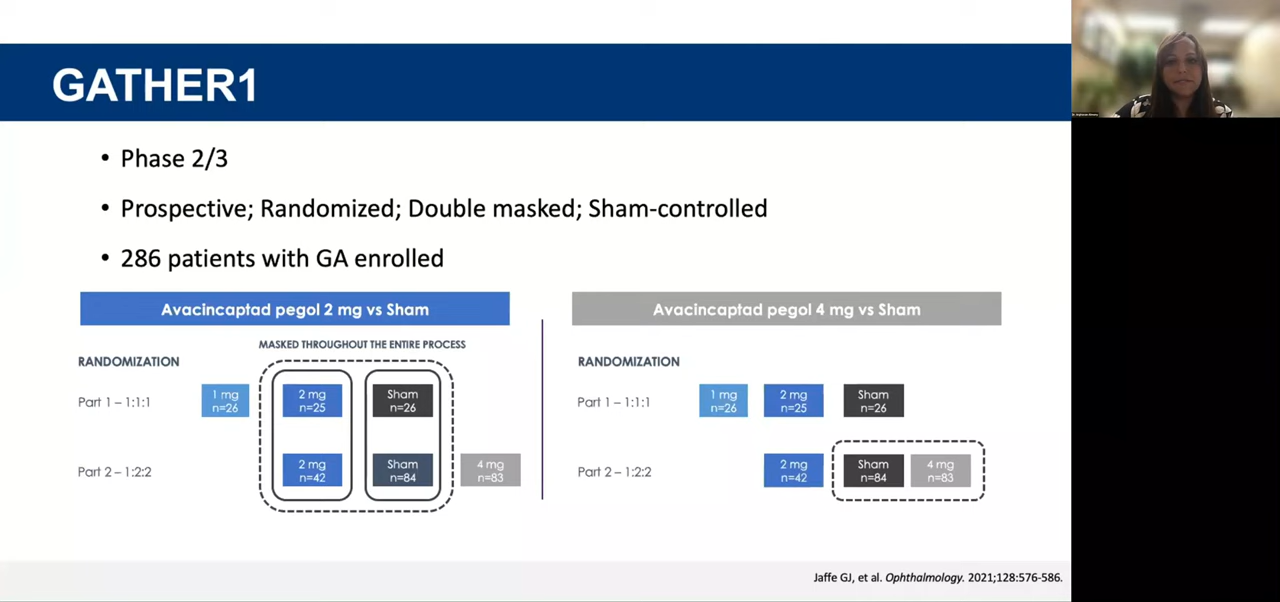 GATHER1
• Phase 2/3
• Prospective; Randomized; Double masked; Sham-controlled
• 286 patients with GA enrolled
Avacincaptad pegol 2 mg vs Sham
MASKED THROUGHOUT THE ENTIRE PROCESS
RANDOMIZATION
Part 1 – 1:1:1
1 mg
n=26
2 mg
n=25
Sham
n=26
Part 2 – 1:2:2
2 mg
n=42
Sham
n=84
4 mg
n=83
Avacincaptad pegol 4 mg vs Sham
RANDOMIZATION
Part 1 – 1:1:1
1 mg
n=26
2 mg
n=25
Sham
n=26
Part 2 – 1:2:2
2 mg
n=42
Sham
n=84
4 mg
n=83
Jaffe GJ, et al. Ophthalmology. 2021;128:576-586.